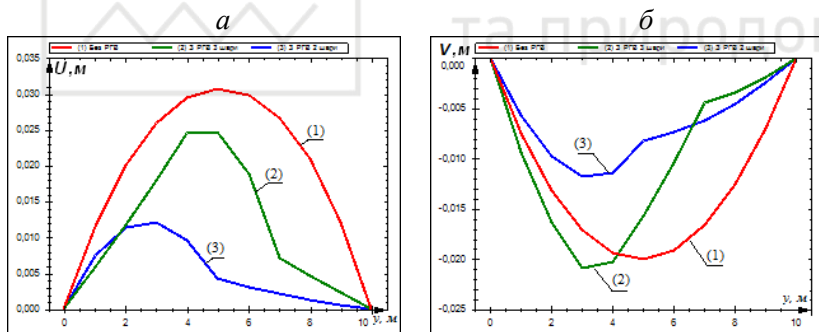 а
б
та природо
(1) Без РГВ (2) З РГВ 3 шари (3) З РГВ 2 шари
U,м
0,035
0,030
0,025
0,020
0,015
0,010
0,005
0,000
(1)
(2)
(3)
0 2 4 6 8 10
y, м
V,м
(1) Без РГВ (2) З РГВ 3 шари (3) З РГВ 2 шари
0,000
-0,005
-0,010
-0,015
-0,020
-0,025
(3)
(1)
(2)
0 2 4 6 8 10
y, м